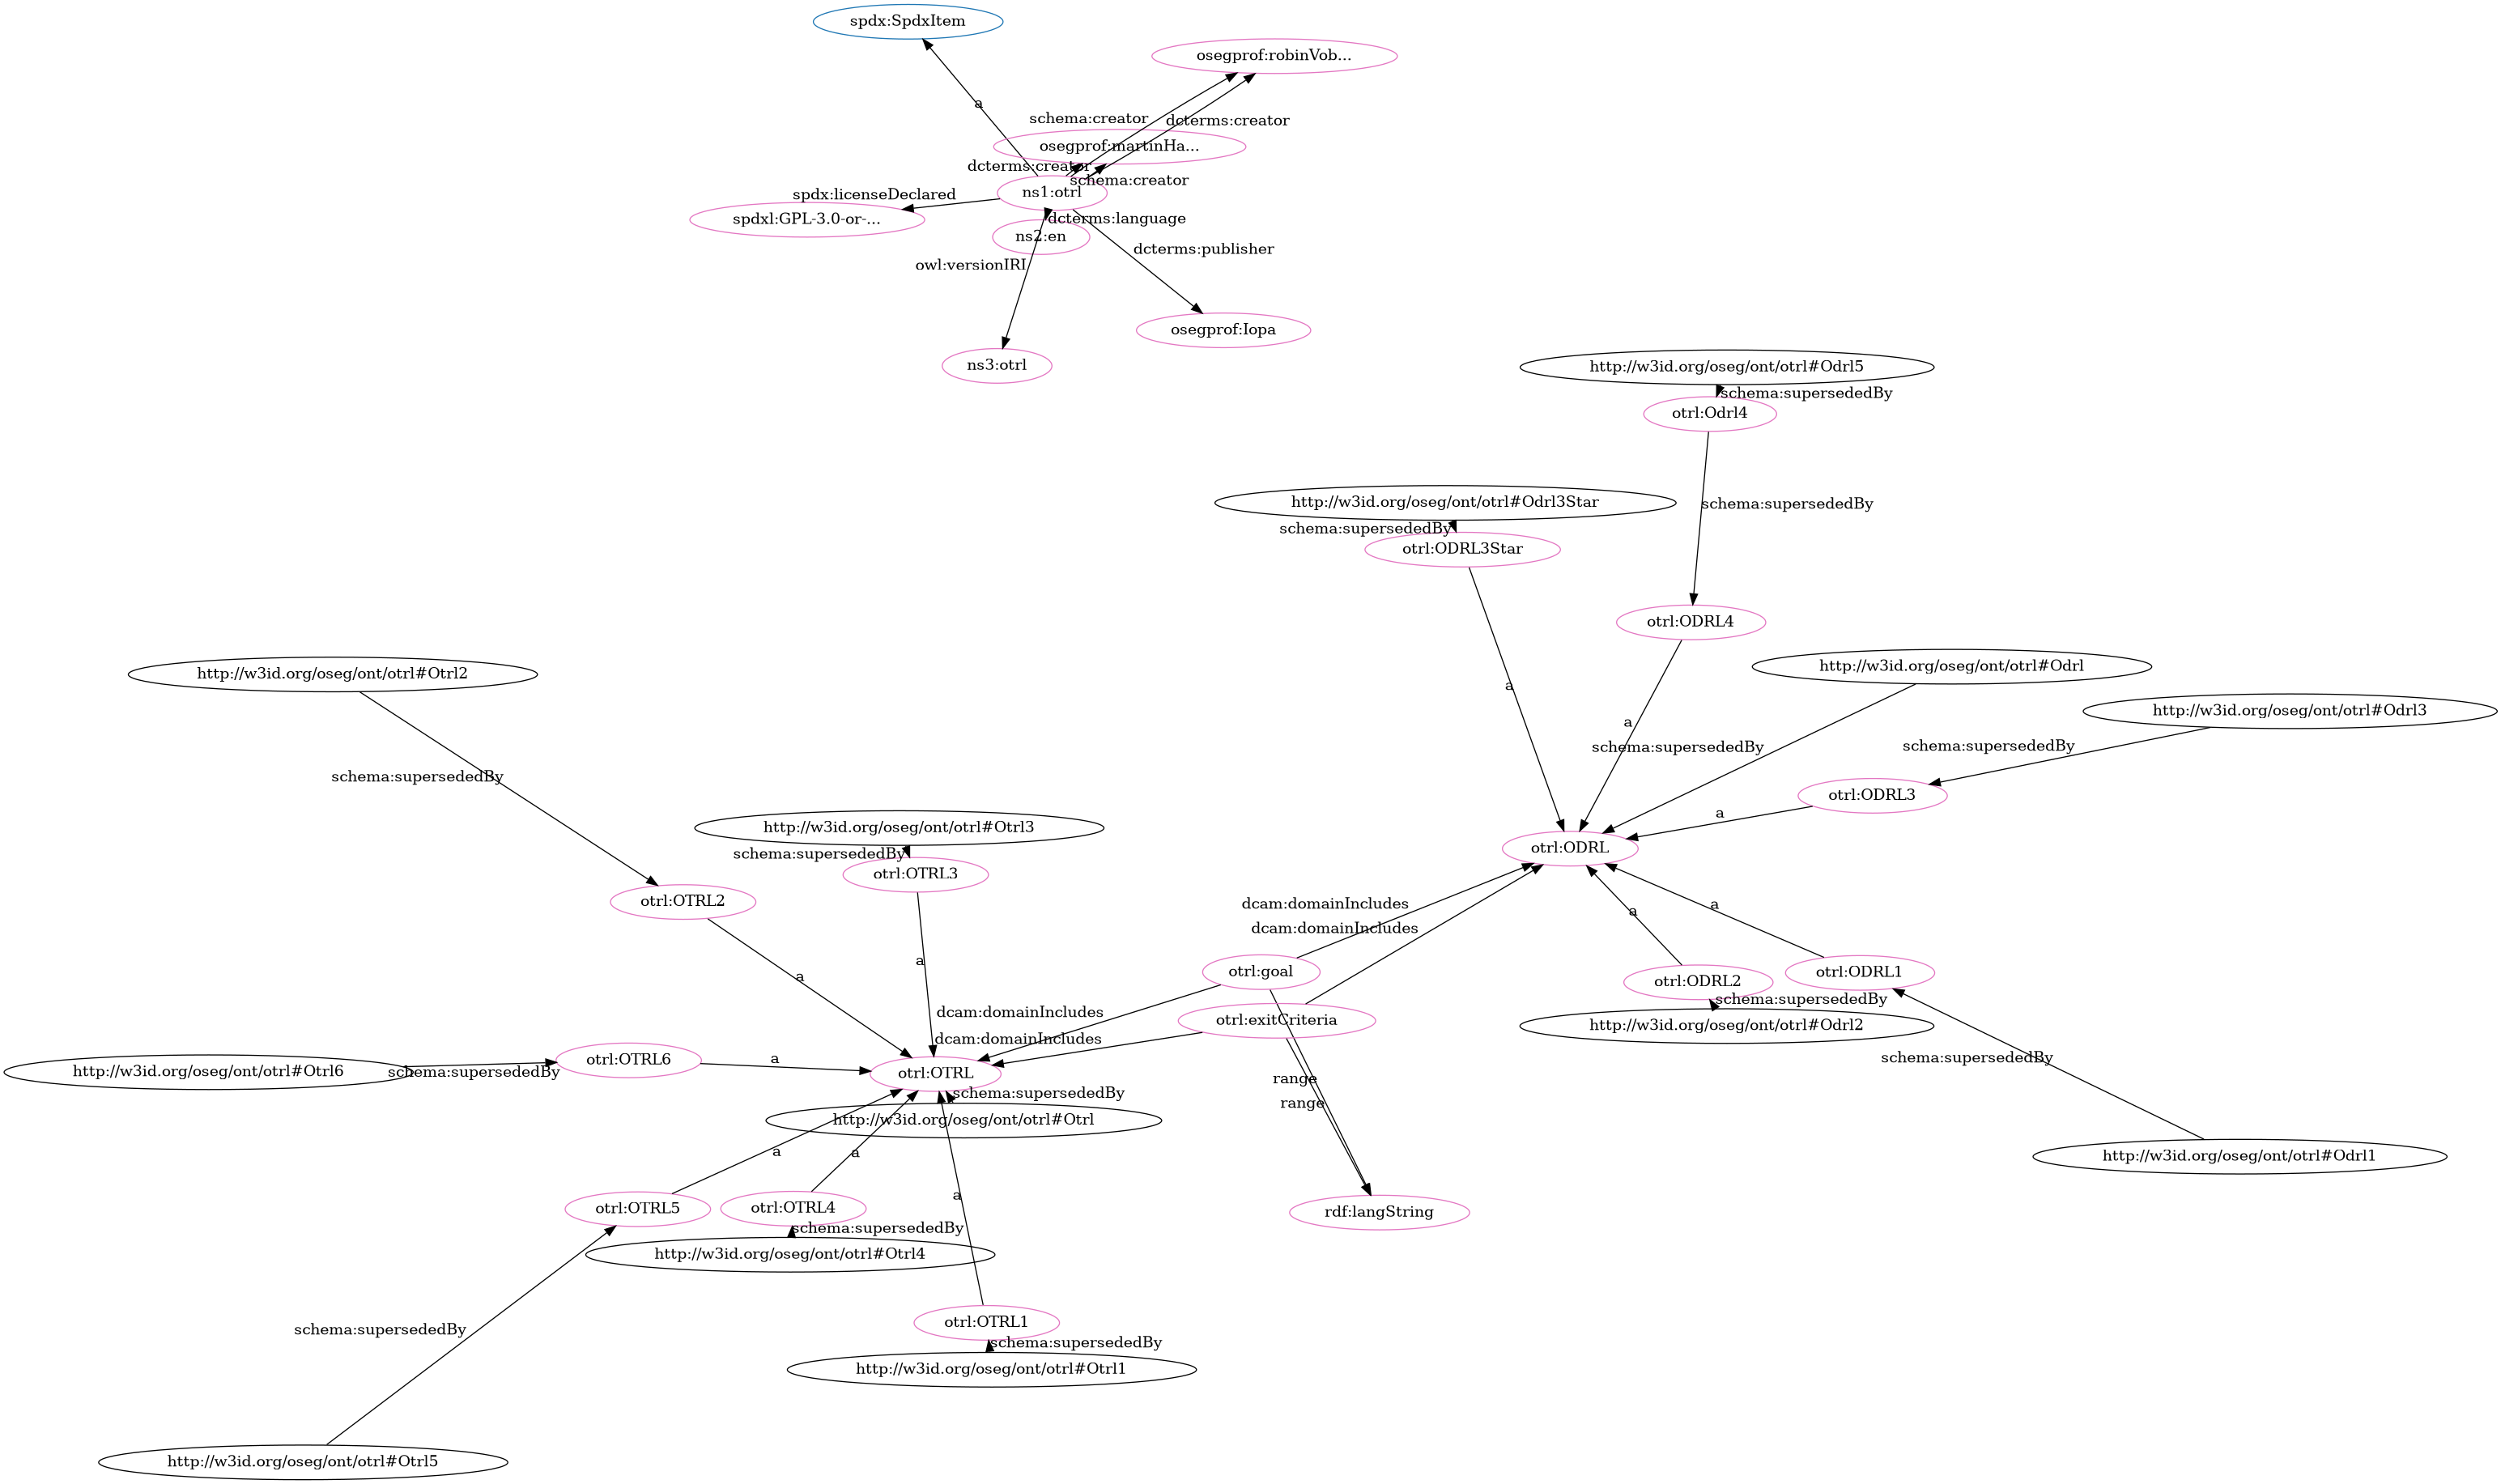 spdx:SpdxItem
osegprof:robinVob...
a
schema:creator
dcterms:creator
osegprof:martinHa...
dcterms:creator
schema:creator
ns1:otrl
spdx:licenseDeclared
spdxl:GPL-3.0-or-...
dcterms:language
ns2:en
dcterms:publisher
owl:versionIRI
osegprof:Iopa
ns3:otrl
http://w3id.org/oseg/ont/otrl#Odrl5
schema:supersededBy
otrl:Odrl4
http://w3id.org/oseg/ont/otrl#Odrl3Star
schema:supersededBy
schema:supersededBy
otrl:ODRL3Star
otrl:ODRL4
http://w3id.org/oseg/ont/otrl#Odrl
http://w3id.org/oseg/ont/otrl#Otrl2
a
http://w3id.org/oseg/ont/otrl#Odrl3
a
schema:supersededBy
schema:supersededBy
schema:supersededBy
otrl:ODRL3
a
http://w3id.org/oseg/ont/otrl#Otrl3
otrl:ODRL
schema:supersededBy
otrl:OTRL3
otrl:OTRL2
dcam:domainIncludes
a
a
dcam:domainIncludes
a
otrl:goal
otrl:ODRL1
a
otrl:ODRL2
schema:supersededBy
dcam:domainIncludes
otrl:exitCriteria
http://w3id.org/oseg/ont/otrl#Odrl2
dcam:domainIncludes
otrl:OTRL6
a
schema:supersededBy
http://w3id.org/oseg/ont/otrl#Otrl6
schema:supersededBy
otrl:OTRL
range
schema:supersededBy
range
http://w3id.org/oseg/ont/otrl#Otrl
a
a
http://w3id.org/oseg/ont/otrl#Odrl1
a
otrl:OTRL5
otrl:OTRL4
rdf:langString
schema:supersededBy
http://w3id.org/oseg/ont/otrl#Otrl4
otrl:OTRL1
schema:supersededBy
schema:supersededBy
http://w3id.org/oseg/ont/otrl#Otrl1
http://w3id.org/oseg/ont/otrl#Otrl5